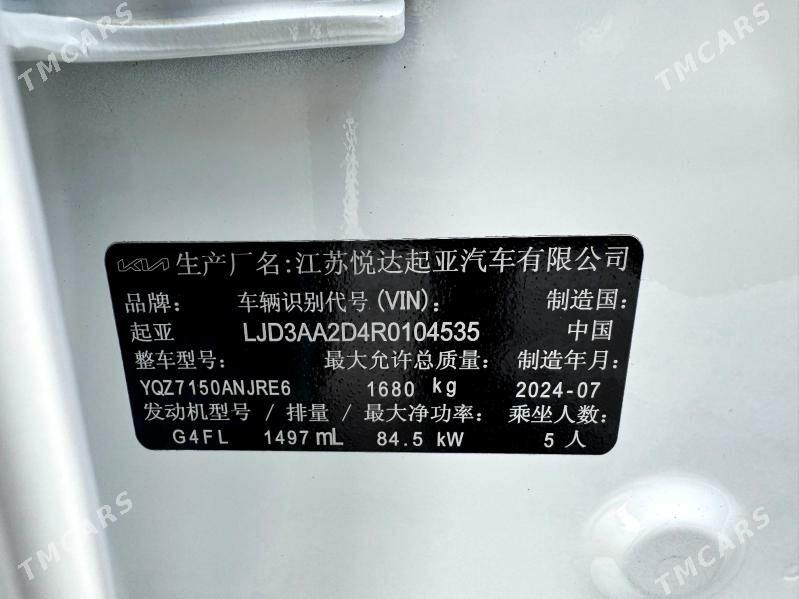 TMCARS
TMCARS
KIA 生产厂名:江苏悦达起亚汽车有限公司
品牌: 车辆识别代号(VIN): 制造国:
起亚 LJD3AA2D4R0104535 中国
整车型号: 最大允许总质量: 制造年月:
YQZ7150ANJRE6 1680 kg 2024-07
发动机型号/排量/最大净功率: 乘坐人数:
G4FL 1497mL 84.5 kW 5人
TMCARS
TMCARS